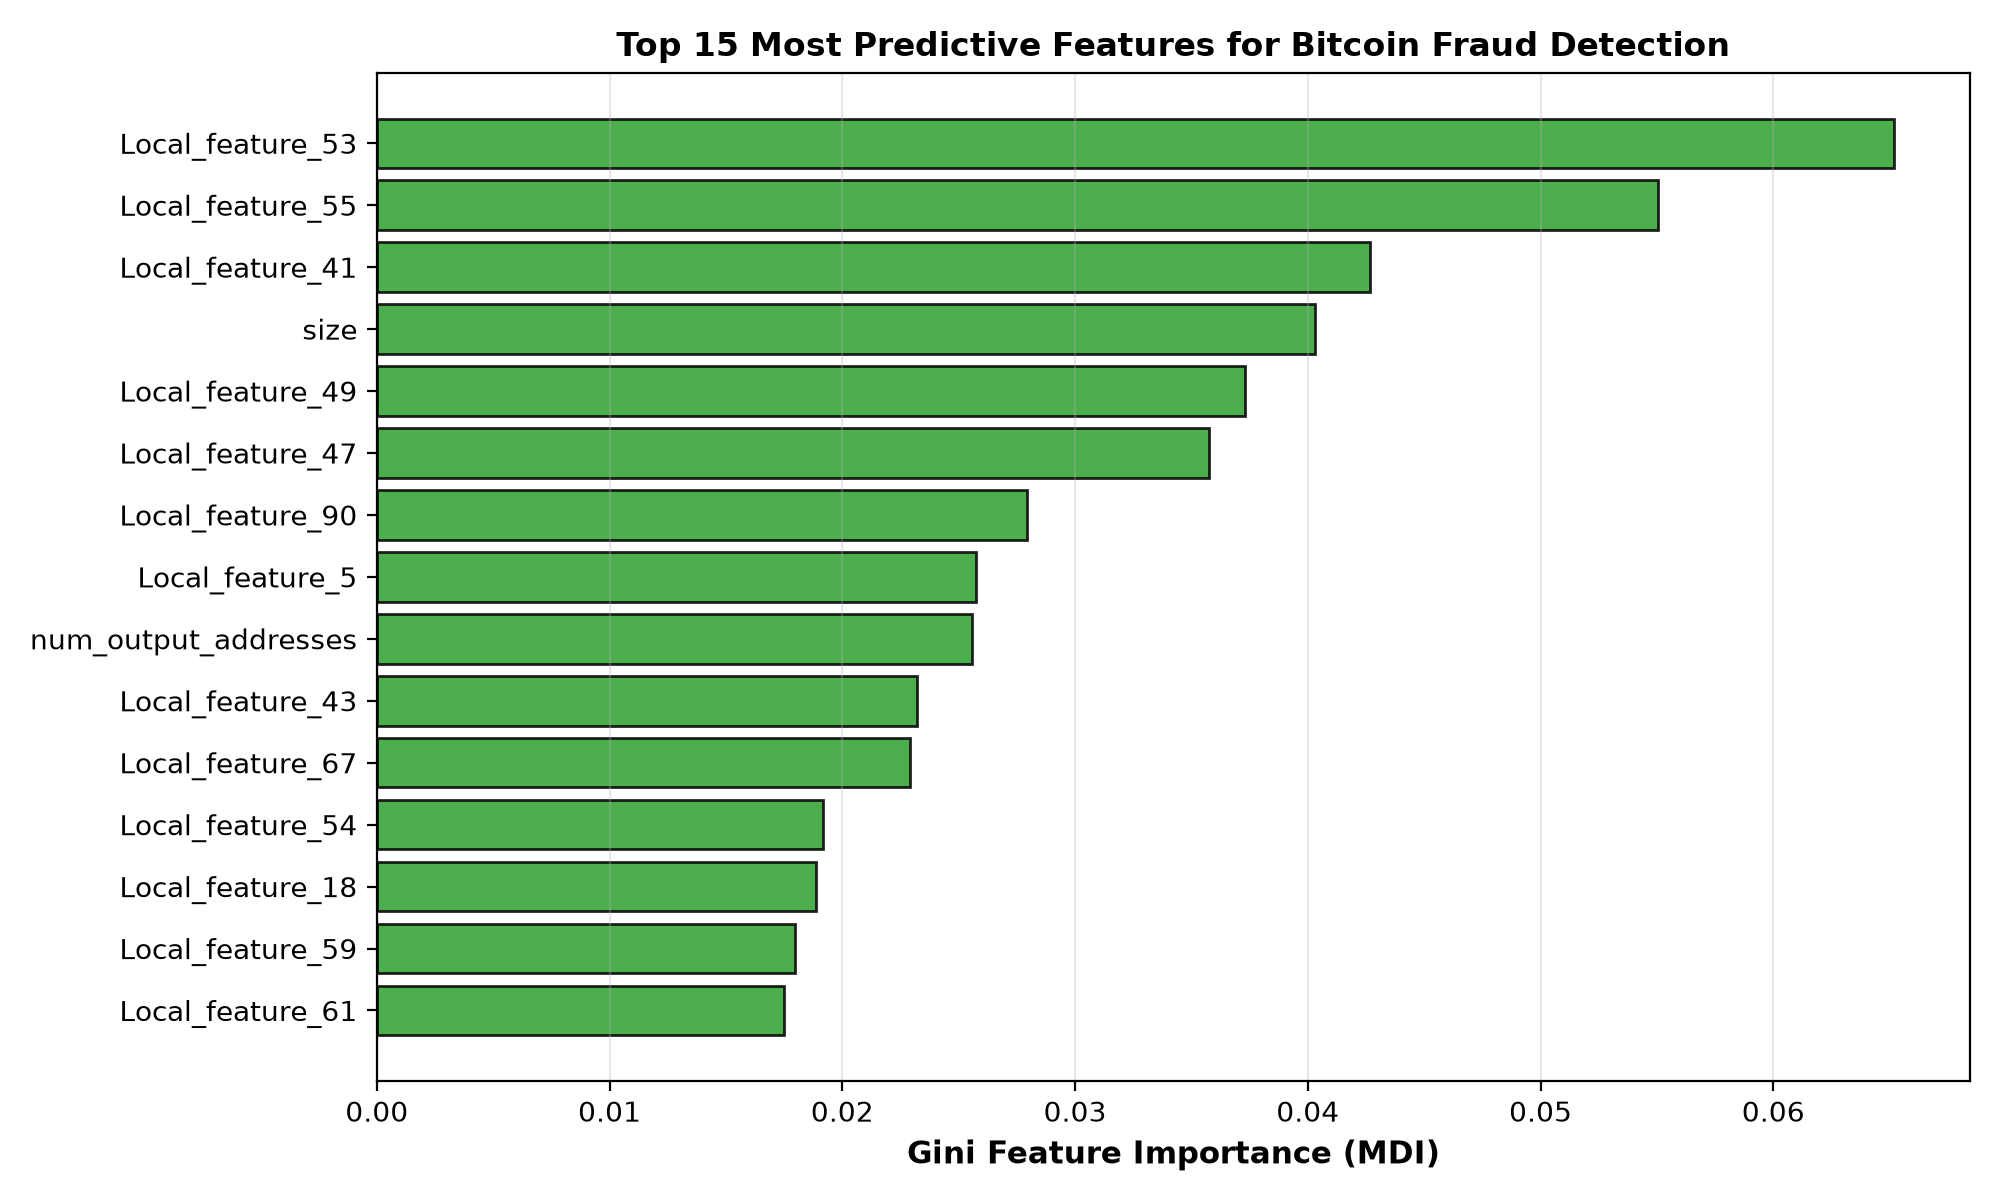 Top 15 Most Predictive Features for Bitcoin Fraud Detection
Local_feature_53
Local_feature_55
Local_feature_41
size
Local_feature_49
Local_feature_47
Local_feature_90
Local_feature_5
num_output_addresses
Local_feature_43
Local_feature_67
Local_feature_54
Local_feature_18
Local_feature_59
Local_feature_61
0.00 0.01 0.02 0.03 0.04 0.05 0.06
Gini Feature Importance (MDI)